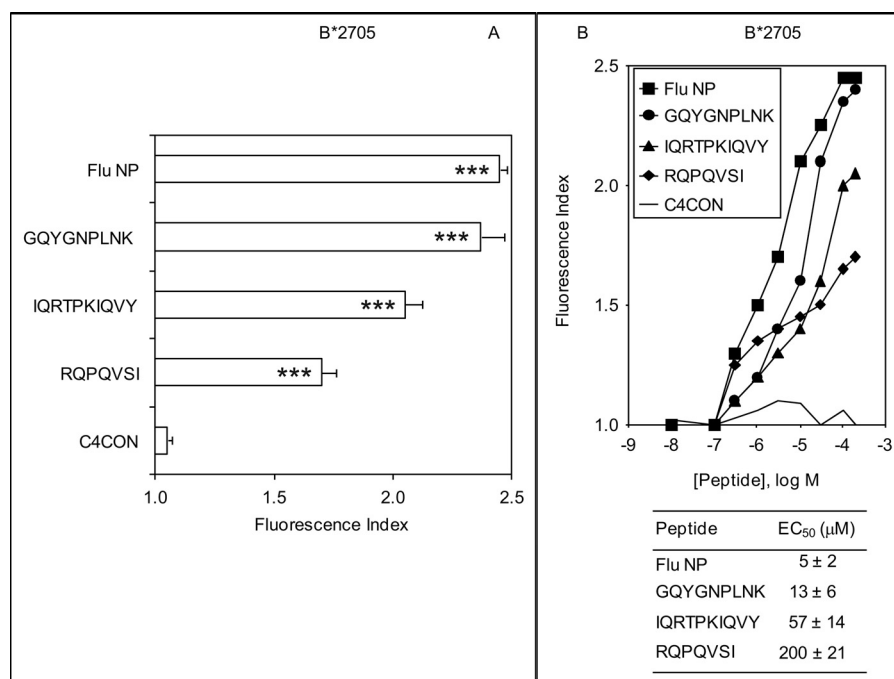 B*2705 A
Flu NP ***
GQYGNPLNK ***
IQRTPKIQVY ***
RQPQVSI ***
C4CON
1.0 1.5 2.0 2.5
Fluorescence Index
B B*2705
2.5
2.0
1.5
1.0
Fluorescence Index
Flu NP
GQYGNPLNK
IQRTPKIQVY
RQPQVSI
C4CON
-9 -8 -7 -6 -5 -4 -3
[Peptide], log M
Peptide EC50 (μM)
Flu NP 5 ± 2
GQYGNPLNK 13 ± 6
IQRTPKIQVY 57 ± 14
RQPQVSI 200 ± 21